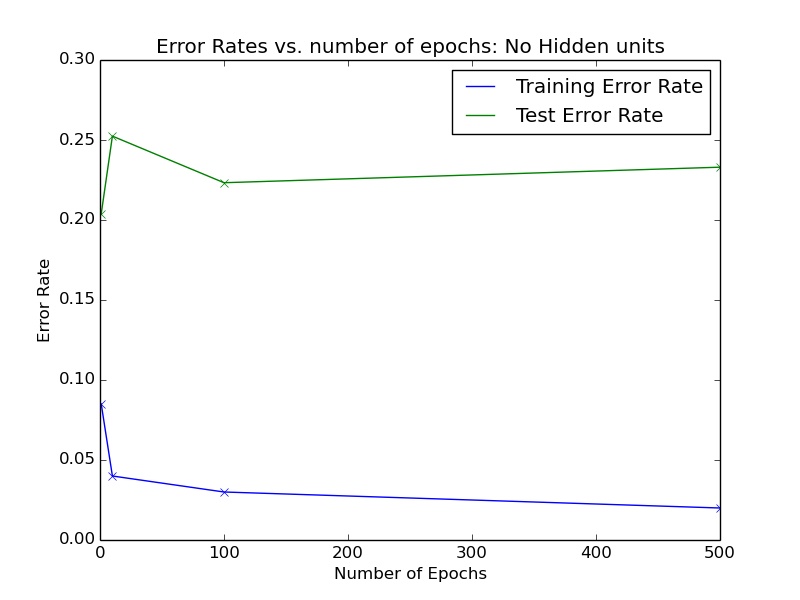 Error Rates vs. number of epochs: No Hidden units
Training Error Rate
Test Error Rate
0.30
0.25
0.20
0.15
0.10
0.05
0.00
Error Rate
0 100 200 300 400 500
Number of Epochs